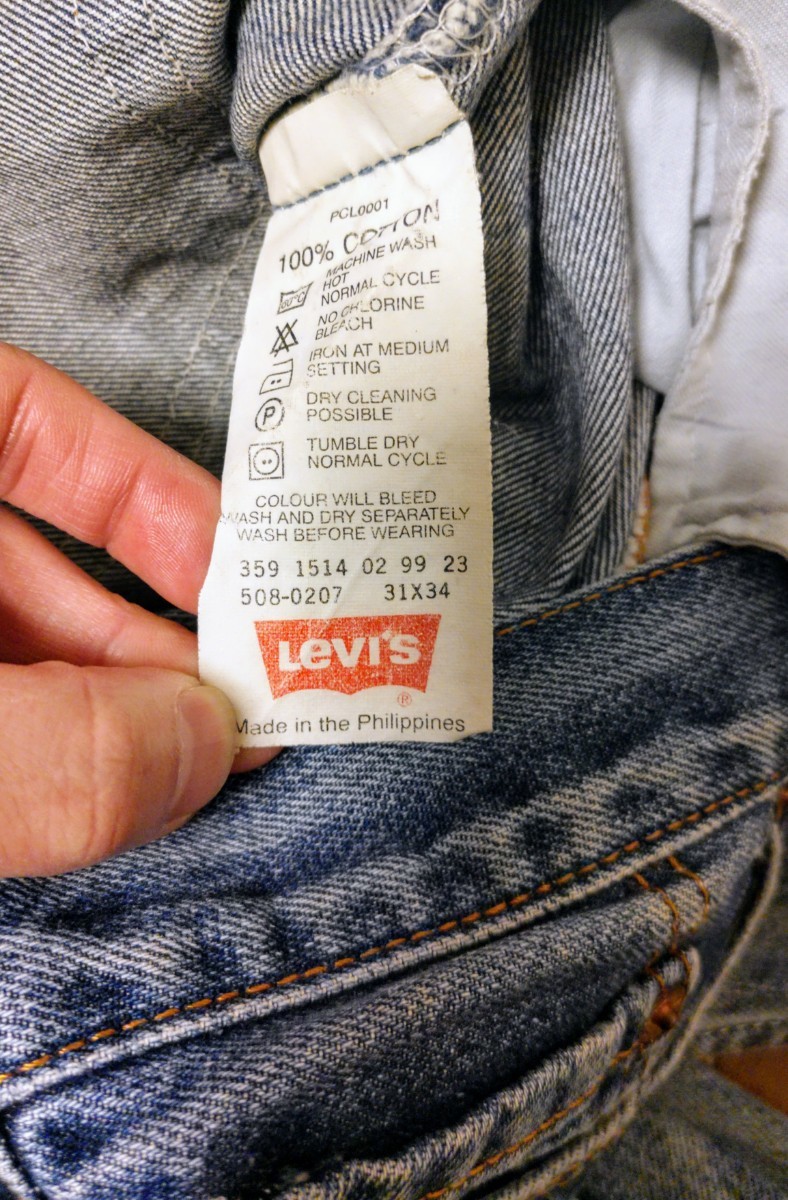 PCL0001
100% COTTON
60°C MACHINE WASH
HOT
NORMAL CYCLE
NO CHLORINE
BLEACH
IRON AT MEDIUM
SETTING
P DRY CLEANING
POSSIBLE
TUMBLE DRY
NORMAL CYCLE
COLOUR WILL BLEED
WASH AND DRY SEPARATELY
WASH BEFORE WEARING
359 1514 02 99 23
508-0207 31X34
LEVI'S
®
Made in the Philippines